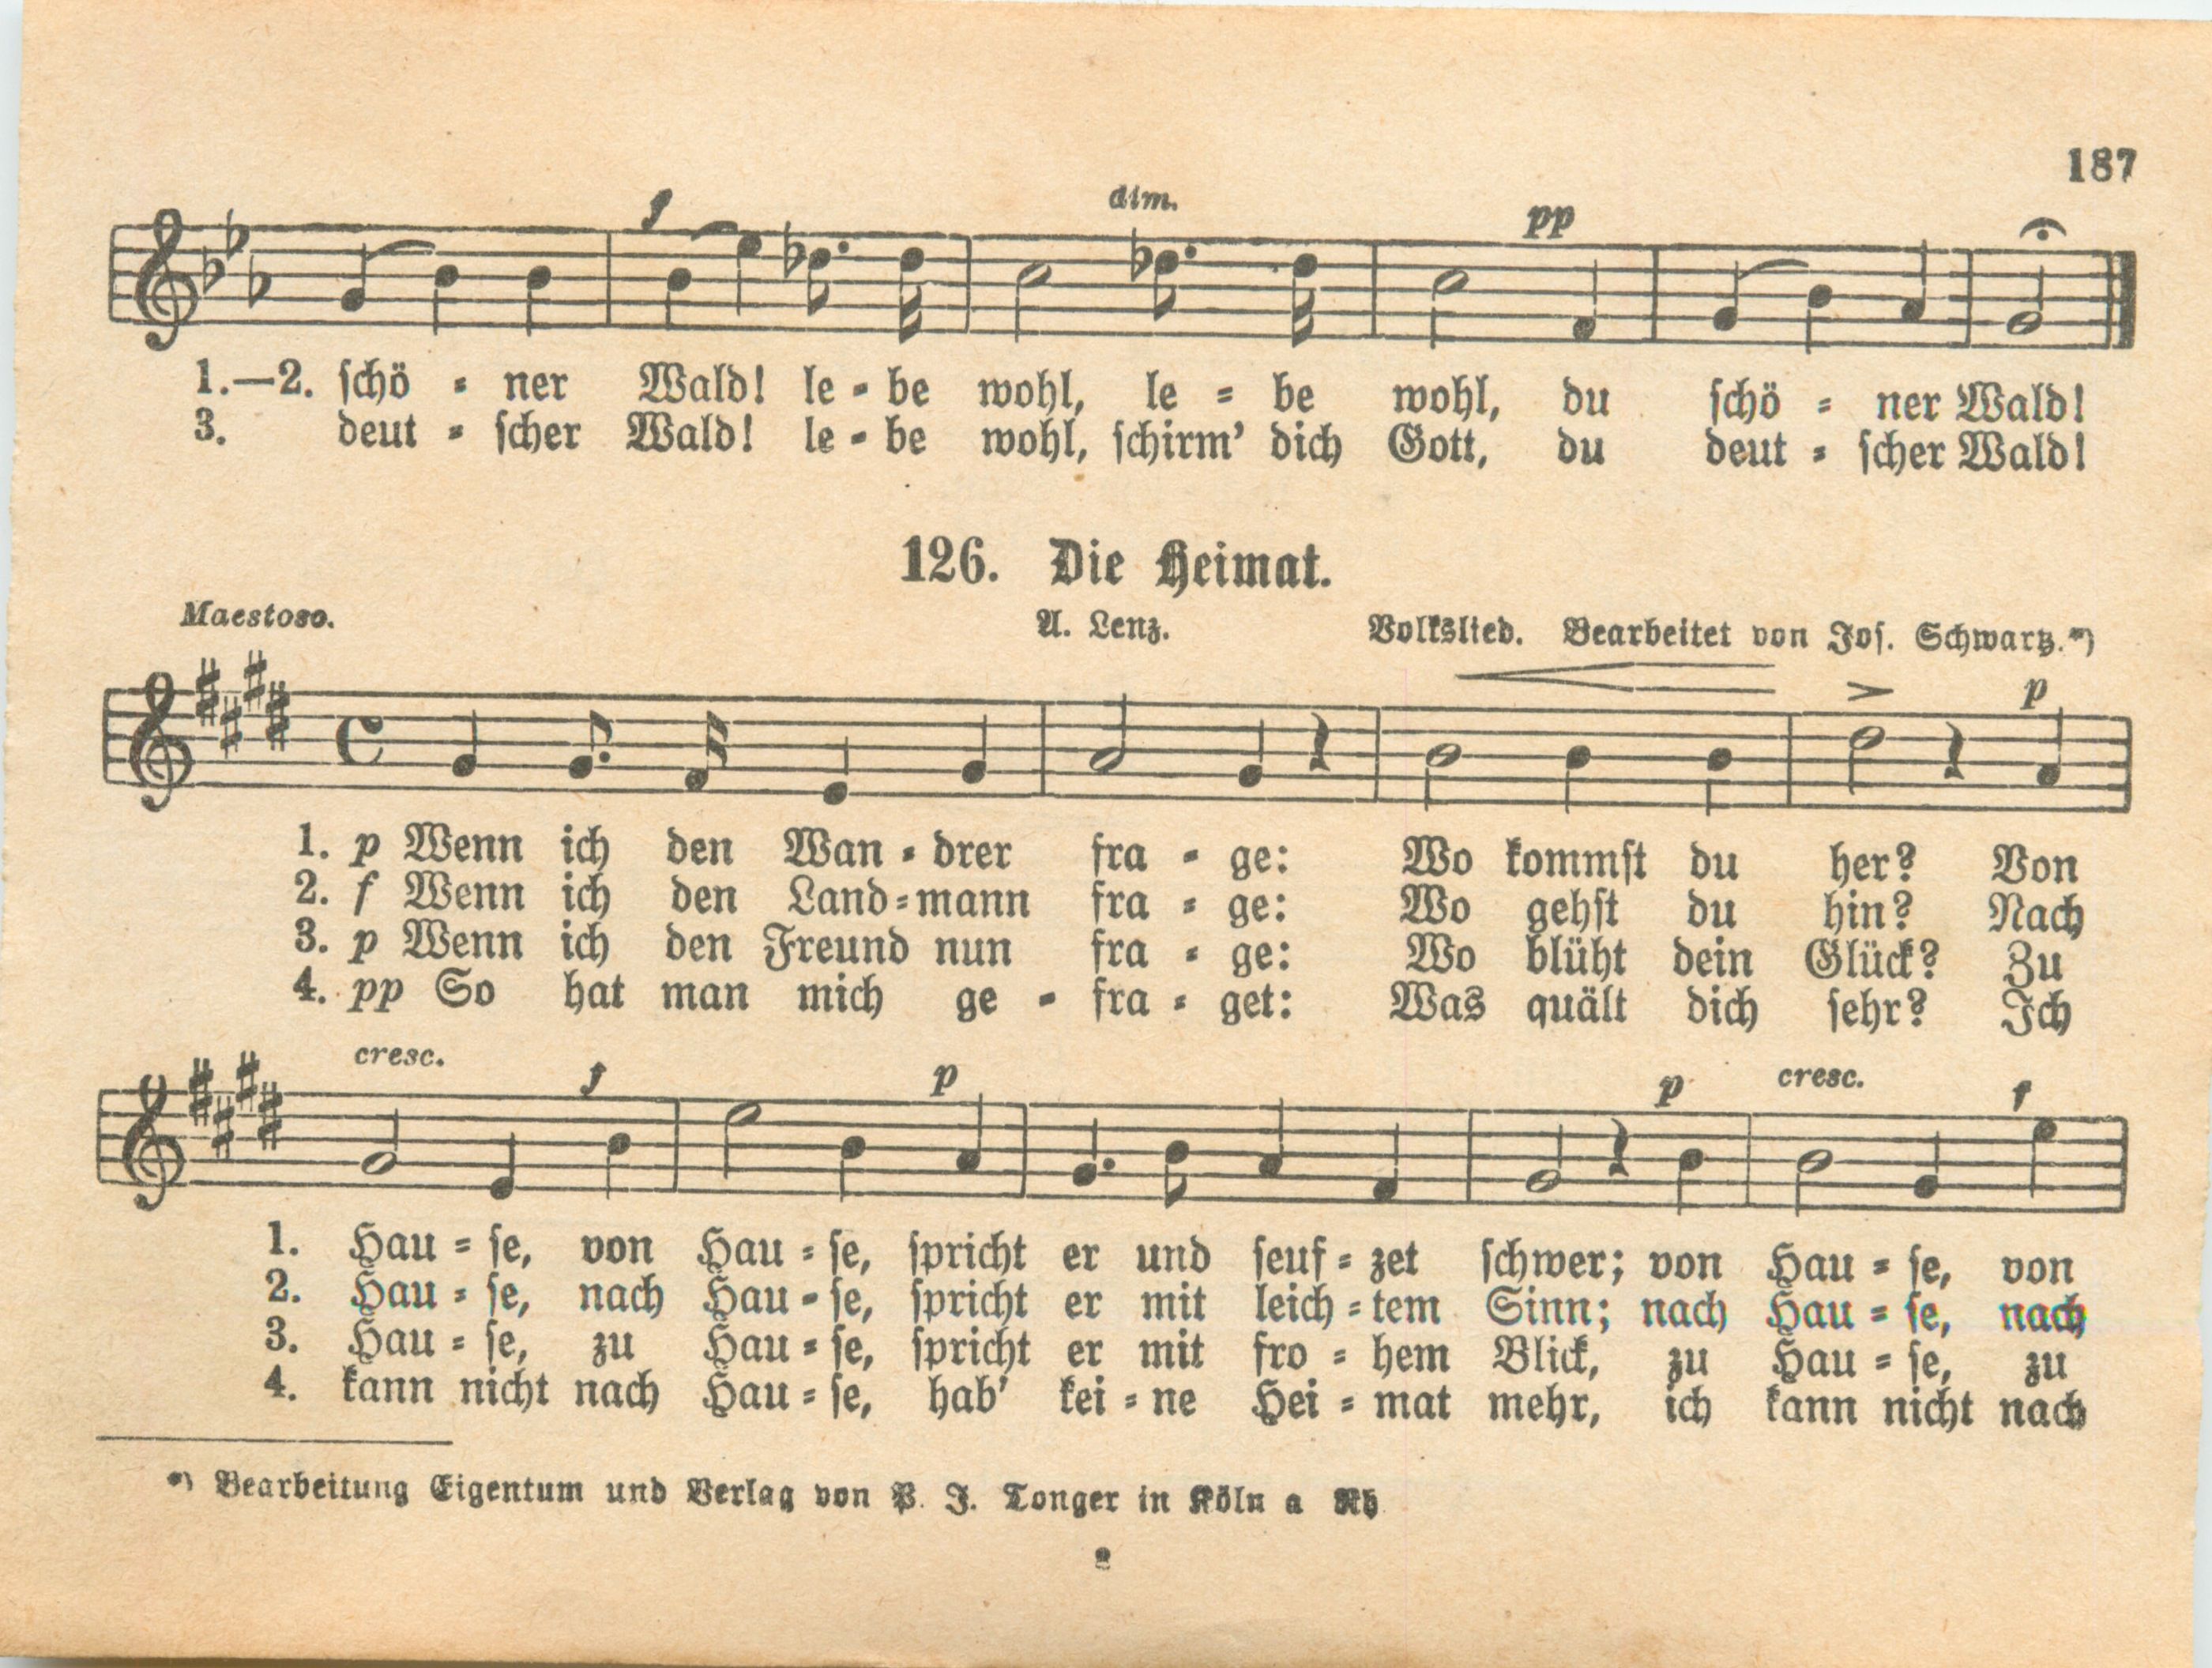 187
f dim. pp
1.—2. ſchö - ner Wald! le - be wohl, le - be wohl, du ſchö - ner Wald!
3. deut - ſcher Wald! le - be wohl, ſchirm' dich Gott, du deut - ſcher Wald!
126. Die Heimat.
Maestoso. A. Lenz. Volkslied. Bearbeitet von Joſ. Schwartz.*)
p
1. p Wenn ich den Wan - drer fra - ge: Wo kommſt du her? Von
2. f Wenn ich den Land - mann fra - ge: Wo gehſt du hin? Nach
3. p Wenn ich den Freund nun fra - ge: Wo blüht dein Glück? Zu
4. pp So hat man mich ge - fra - get: Was quält dich ſehr? Ich
cresc. f p p cresc. f
1. Hau - ſe, von Hau - ſe, ſpricht er und ſeuf - zet ſchwer; von Hau - ſe, von
2. Hau - ſe, nach Hau - ſe, ſpricht er mit leich - tem Sinn; nach Hau - ſe, nach
3. Hau - ſe, zu Hau - ſe, ſpricht er mit fro - hem Blick, zu Hau - ſe, zu
4. kann nicht nach Hau - ſe, hab' kei - ne Hei - mat mehr, ich kann nicht nach
*) Bearbeitung Eigentum und Verlag von P. J. Tonger in Köln a Rh